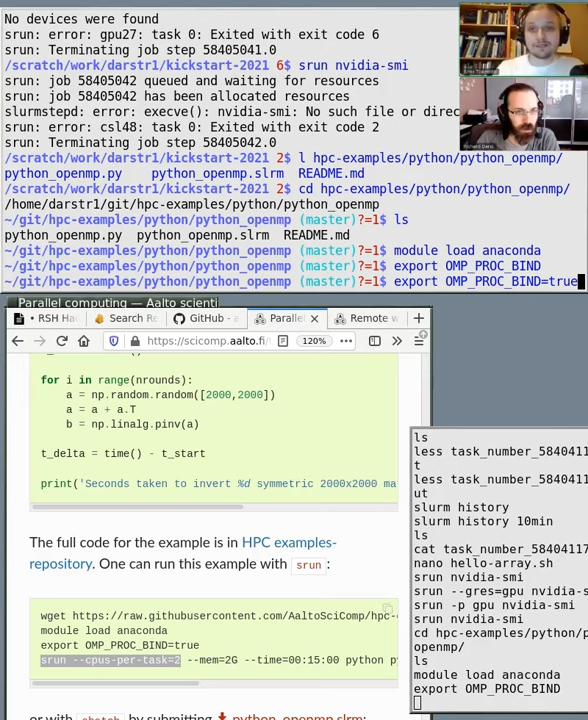 No devices were found
srun: error: gpu27: task 0: Exited with exit code 6
srun: Terminating job step 58405041.0
/scratch/work/darstr1/kickstart-2021 6$ srun nvidia-smi
srun: job 58405042 queued and waiting for resources
srun: job 58405042 has been allocated resources
slurmstepd: error: execve(): nvidia-smi: No such file or direc
srun: error: csl48: task 0: Exited with exit code 2
srun: Terminating job step 58405042.0
/scratch/work/darstr1/kickstart-2021 2$ l hpc-examples/python/python_openmp/
python_openmp.py python_openmp.slrm README.md
/scratch/work/darstr1/kickstart-2021 2$ cd hpc-examples/python/python_openmp/
/home/darstr1/git/hpc-examples/python/python_openmp
~/git/hpc-examples/python/python_openmp (master)?=1$ ls
python_openmp.py python_openmp.slrm README.md
~/git/hpc-examples/python/python_openmp (master)?=1$ module load anaconda
~/git/hpc-examples/python/python_openmp (master)?=1$ export OMP_PROC_BIND
~/git/hpc-examples/python/python_openmp (master)?=1$ export OMP_PROC_BIND=true
Parallel computing — Aalto scienti
• RSH Ha
Search Re
GitHub - a
Parallel
Remote w
https://scicomp.aalto.fi/
120%
for i in range(nrounds):
a = np.random.random([2000,2000])
a = a + a.T
b = np.linalg.pinv(a)
t_delta = time() - t_start
print('Seconds taken to invert %d symmetric 2000x2000 ma
The full code for the example is in HPC examples-
repository. One can run this example with srun:
wget https://raw.githubusercontent.com/AaltoSciComp/hpc-
module load anaconda
export OMP_PROC_BIND=true
srun --cpus-per-task=2 --mem=2G --time=00:15:00 python p
or with sbatch by submitting python_openmp.slrm:
ls
less task_number_5840411
t
less task_number_5840411
ut
slurm history
slurm history 10min
ls
cat task_number_58404117
nano hello-array.sh
srun nvidia-smi
srun --gres=gpu nvidia-s
srun -p gpu nvidia-smi
srun nvidia-smi
cd hpc-examples/python/p
openmp/
ls
module load anaconda
export OMP_PROC_BIND